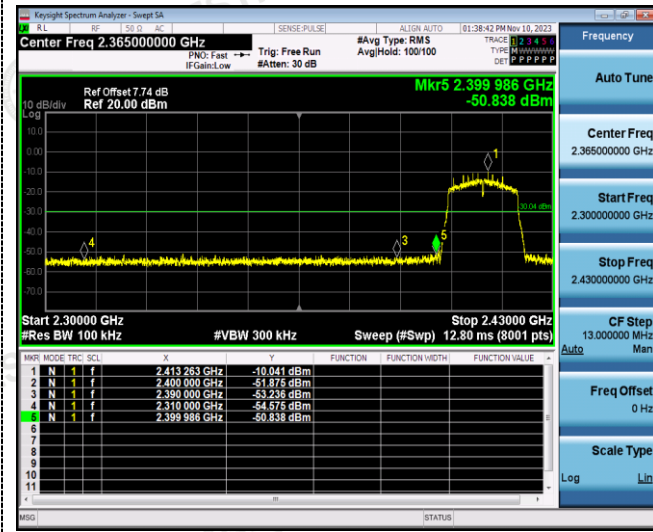 Keysight Spectrum Analyzer - Swept SA
RL RF 50 Ω AC SENSE:PULSE ALIGN AUTO 01:38:42 PM Nov 10, 2023
Center Freq 2.365000000 GHz #Avg Type: RMS TRACE 1 2 3 4 5 6
PNO: Fast Trig: Free Run Avg|Hold: 100/100 TYPE M WWWWW
IFGain:Low #Atten: 30 dB DET P P P P P P
Mkr5 2.399 986 GHz
Ref Offset 7.74 dB
10 dB/div Ref 20.00 dBm -50.838 dBm
Log
10.0
0.00
-10.0
-20.0
-30.0
-40.0
-50.0
-60.0
-70.0
1
-30.04 dBm
4 3 5
Start 2.30000 GHz Stop 2.43000 GHz
#Res BW 100 kHz #VBW 300 kHz Sweep (#Swp) 12.80 ms (8001 pts)
MKR MODE TRC SCL X Y FUNCTION FUNCTION WIDTH FUNCTION VALUE
1 N 1 f 2.413 263 GHz -10.041 dBm
2 N 1 f 2.400 000 GHz -51.875 dBm
3 N 1 f 2.390 000 GHz -53.236 dBm
4 N 1 f 2.310 000 GHz -54.575 dBm
5 N 1 f 2.399 986 GHz -50.838 dBm
6
7
8
9
10
11
MSG STATUS
Frequency
Auto Tune
Center Freq
2.365000000 GHz
Start Freq
2.300000000 GHz
Stop Freq
2.430000000 GHz
CF Step
13.000000 MHz
Auto Man
Freq Offset
0 Hz
Scale Type
Log Lin